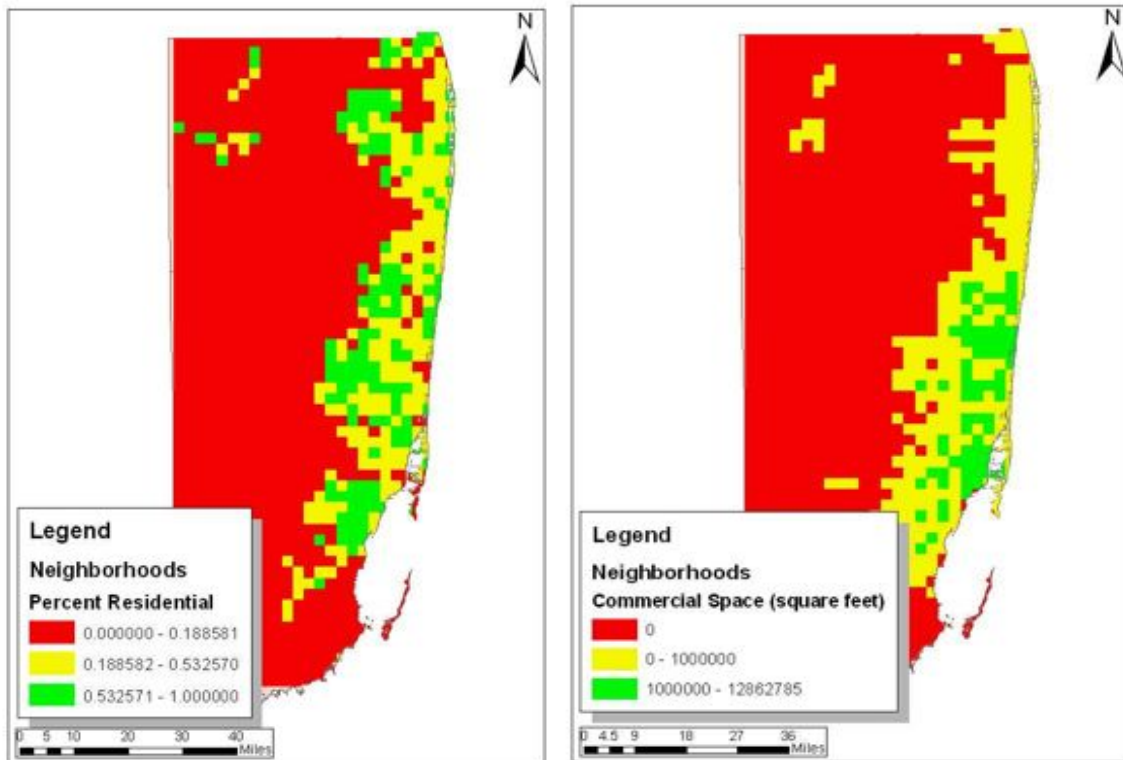 N
Legend
Neighborhoods
Percent Residential
0.000000 - 0.188581
0.188582 - 0.532570
0.532571 - 1.000000
0 5 10 20 30 40
Miles
N
Legend
Neighborhoods
Commercial Space (square feet)
0
0 - 1000000
1000000 - 12862785
0 4.5 9 18 27 36
Miles